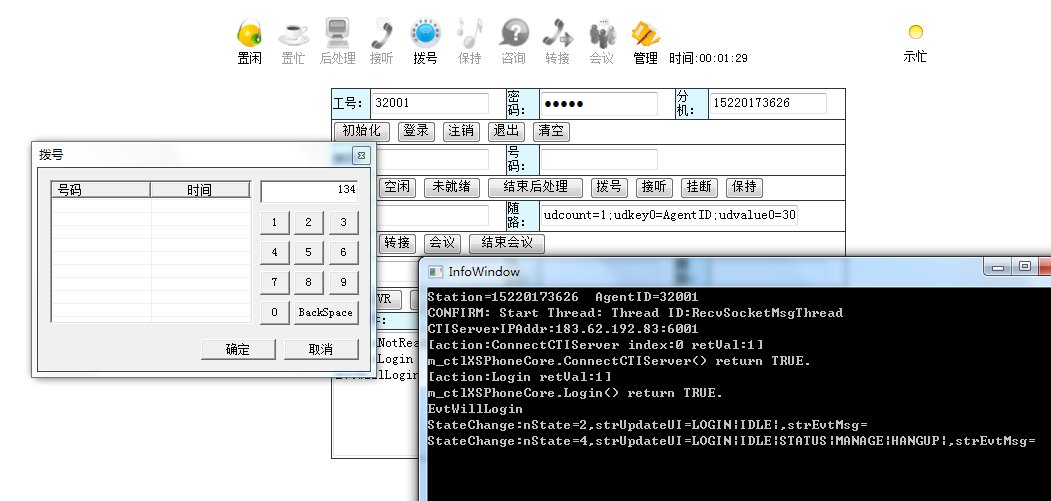 置闲 置忙 后处理 接听 拨号 保持 咨询 转接 会议 管理 时间:00:01:29 示忙
工号: 32001 密码: ●●●●● 分机: 15220173626
初始化 登录 注销 退出 清空
号码:
空闲 未就绪 结束后处理 拨号 接听 挂断 保持
随路: udcount=1;udkey0=AgentID;udvalue0=30
转接 会议 结束会议
VR
NotRea
Login
拨号
号码 时间
134
1 2 3
4 5 6
7 8 9
0 BackSpace
确定 取消
InfoWindow
Station=15220173626 AgentID=32001
CONFIRM: Start Thread: Thread ID:RecvSocketMsgThread
CTIServerIPAddr:183.62.192.83:6001
[action:ConnectCTIServer index:0 retVal:1]
m_ctlXSPhoneCore.ConnectCTIServer() return TRUE.
[action:Login retVal:1]
m_ctlXSPhoneCore.Login() return TRUE.
EvtWillLogin
StateChange:nState=2,strUpdateUI=LOGIN|IDLE|,strEvtMsg=
StateChange:nState=4,strUpdateUI=LOGIN|IDLE|STATUS|MANAGE|HANGUP|,strEvtMsg=